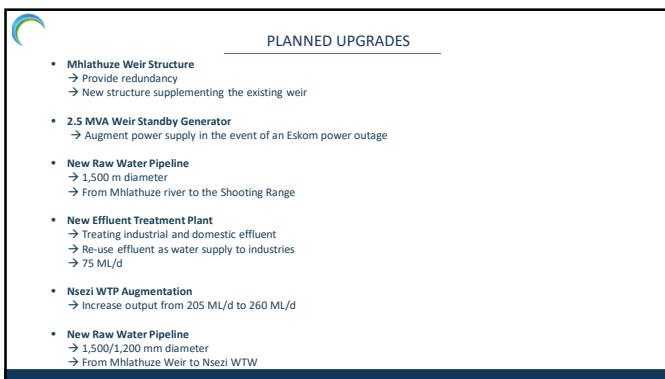 PLANNED UPGRADES
• Mhlathuze Weir Structure
→ Provide redundancy
→ New structure supplementing the existing weir
• 2.5 MVA Weir Standby Generator
→ Augment power supply in the event of an Eskom power outage
• New Raw Water Pipeline
→ 1,500 m diameter
→ From Mhlathuze river to the Shooting Range
• New Effluent Treatment Plant
→ Treating industrial and domestic effluent
→ Re-use effluent as water supply to industries
→ 75 ML/d
• Nsezi WTP Augmentation
→ Increase output from 205 ML/d to 260 ML/d
• New Raw Water Pipeline
→ 1,500/1,200 mm diameter
→ From Mhlathuze Weir to Nsezi WTW